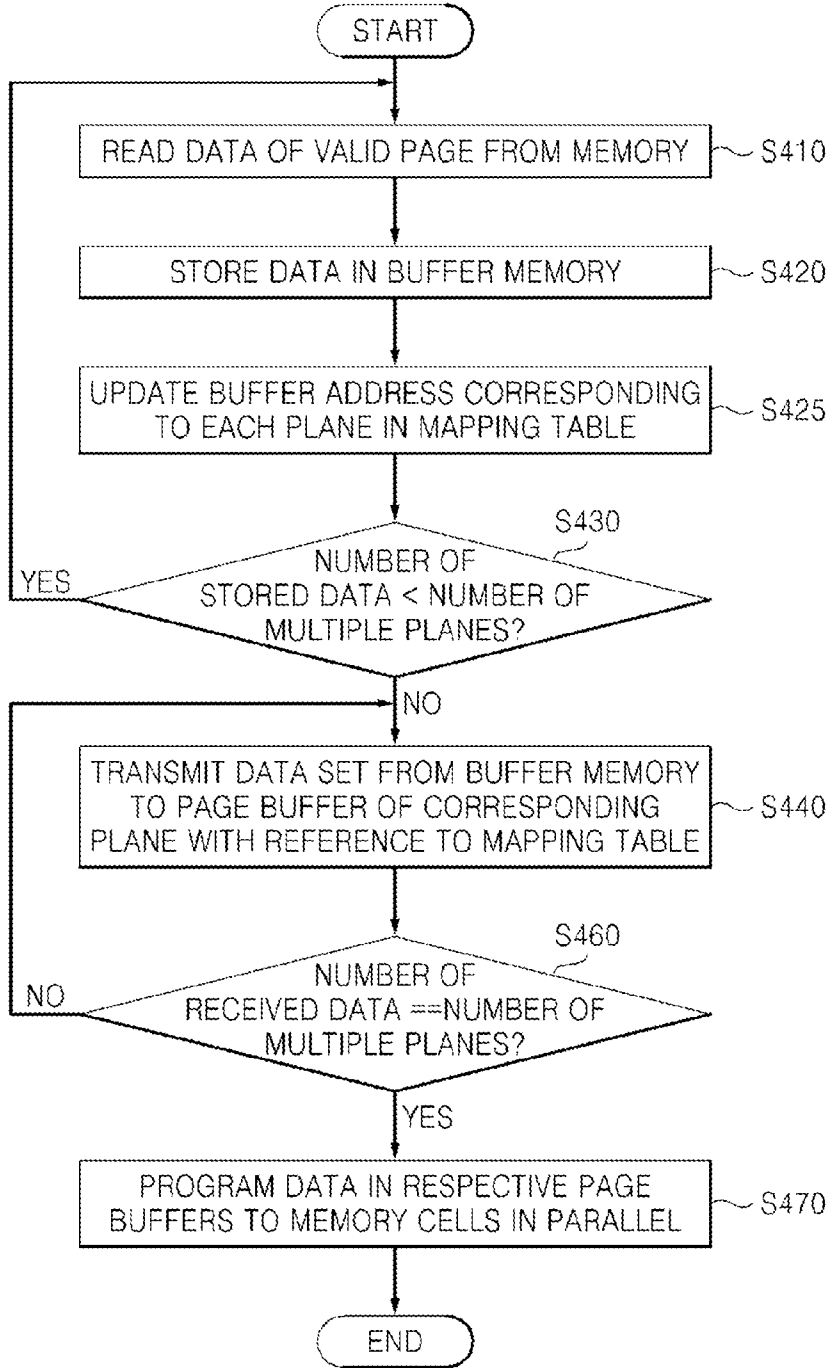 START
READ DATA OF VALID PAGE FROM MEMORY
S410
STORE DATA IN BUFFER MEMORY
S420
UPDATE BUFFER ADDRESS CORRESPONDING
TO EACH PLANE IN MAPPING TABLE
S425
S430
NUMBER OF
STORED DATA < NUMBER OF
MULTIPLE PLANES?
YES
NO
TRANSMIT DATA SET FROM BUFFER MEMORY
TO PAGE BUFFER OF CORRESPONDING
PLANE WITH REFERENCE TO MAPPING TABLE
S440
S460
NUMBER OF
RECEIVED DATA ==NUMBER OF
MULTIPLE PLANES?
NO
YES
PROGRAM DATA IN RESPECTIVE PAGE
BUFFERS TO MEMORY CELLS IN PARALLEL
S470
END